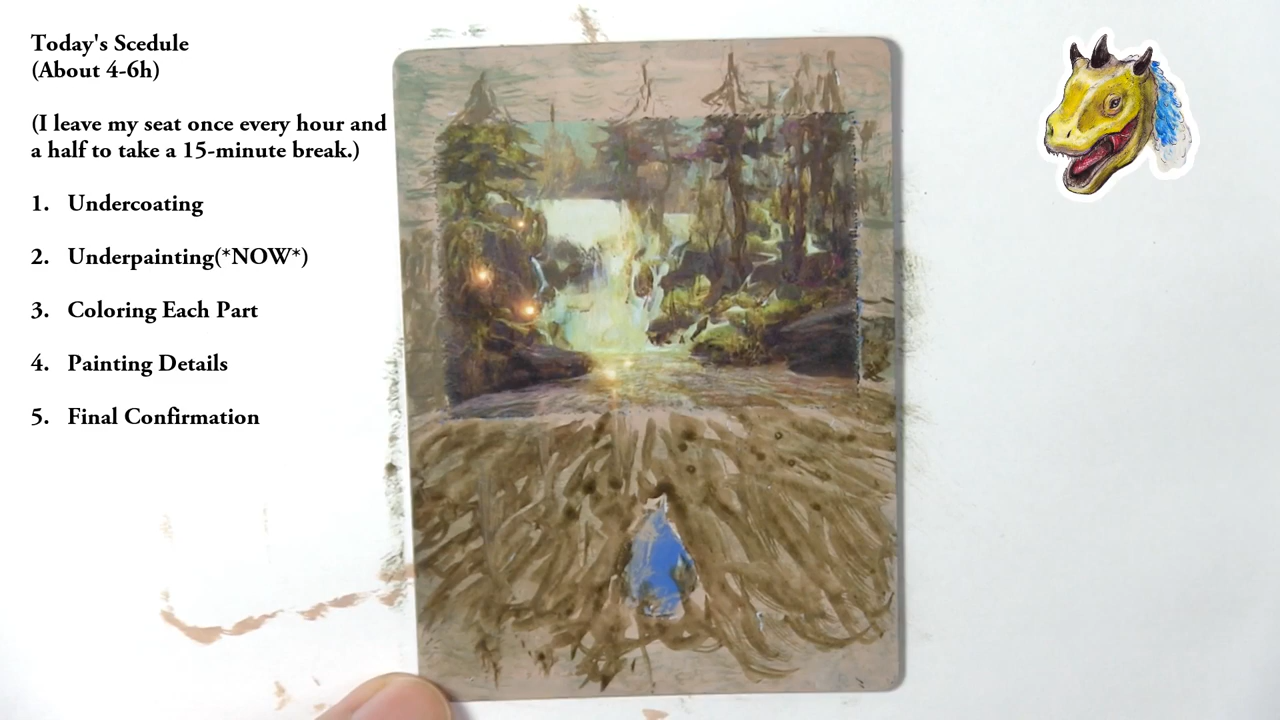 Today's Scedule
(About 4-6h)
(I leave my seat once every hour and
a half to take a 15-minute break.)
1. Undercoating
2. Underpainting(*NOW*)
3. Coloring Each Part
4. Painting Details
5. Final Confirmation